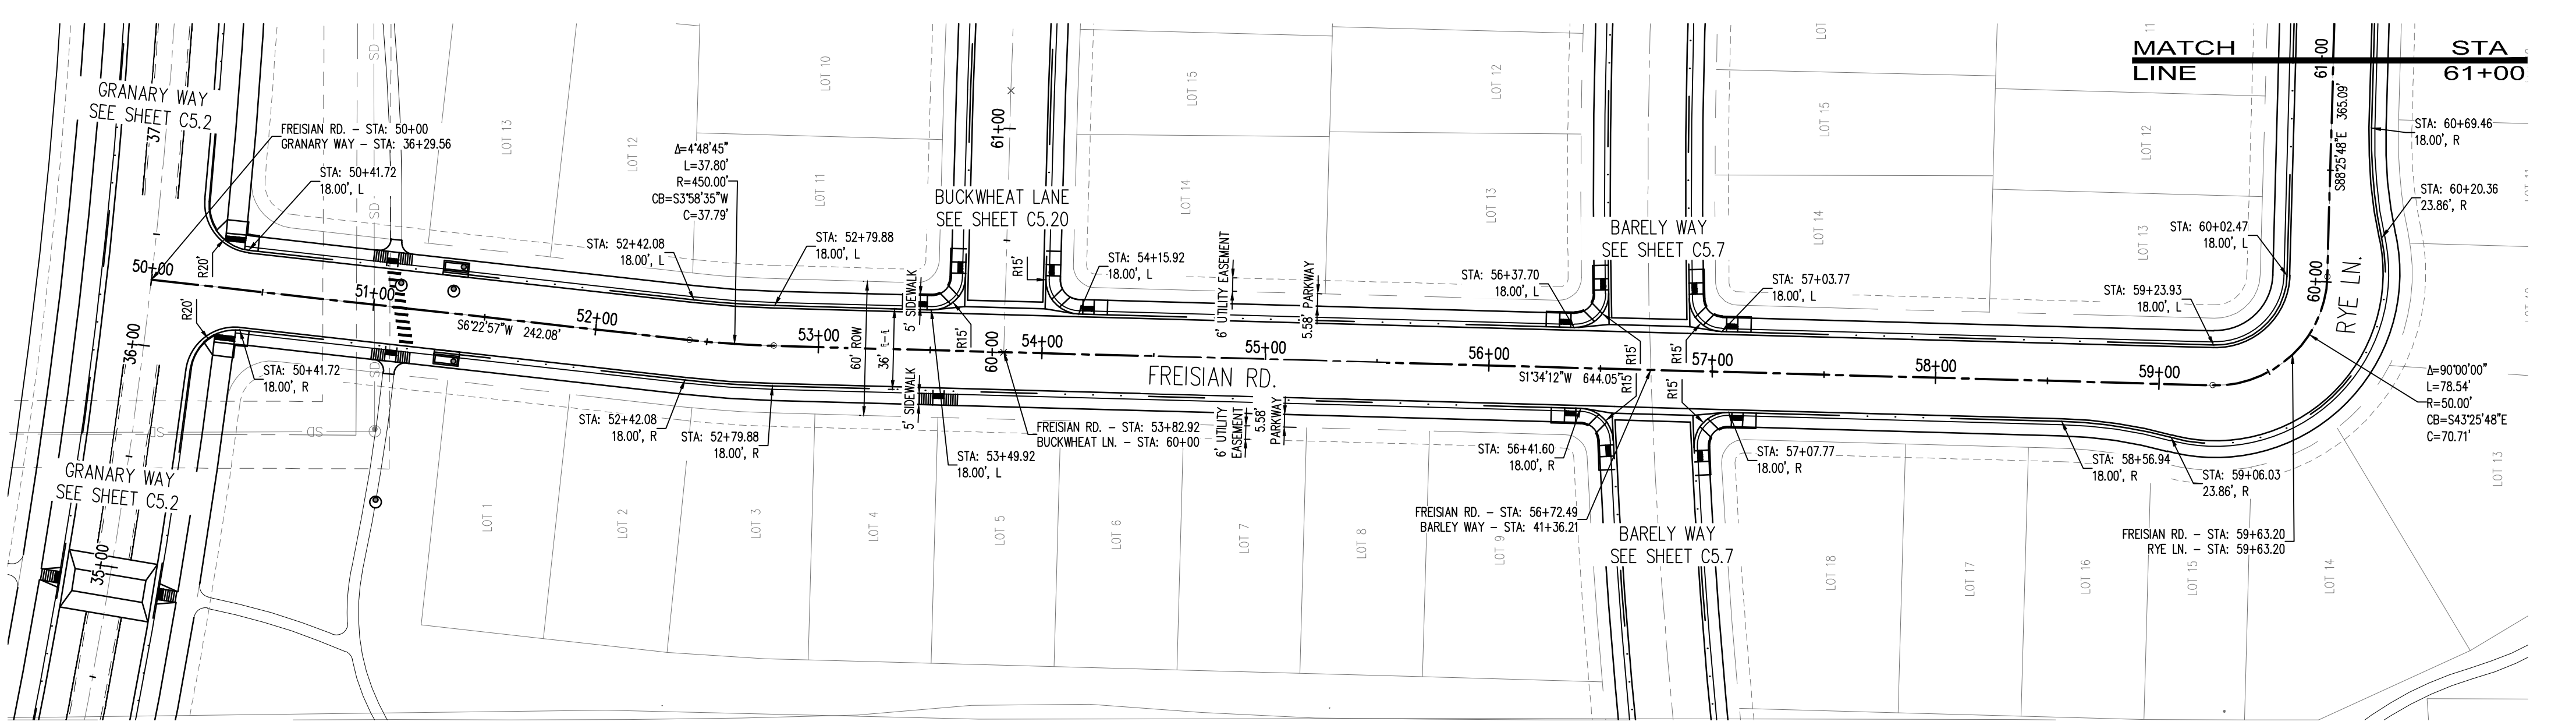 MATCH
LINE
STA
61+00
GRANARY WAY
SEE SHEET C5.2
37
FREISIAN RD. – STA: 50+00
GRANARY WAY – STA: 36+29.56
STA: 50+41.72
18.00', L
SD
SD
LOT 13
LOT 12
LOT 10
LOT 11
Δ=4°48'45"
L=37.80'
R=450.00'
CB=S3°58'35"W
C=37.79'
STA: 52+42.08
18.00', L
STA: 52+79.88
18.00', L
61+00
BUCKWHEAT LANE
SEE SHEET C5.20
R15'
STA: 54+15.92
18.00', L
LOT 15
LOT 14
LOT 12
LOT 13
6' UTILITY EASEMENT
5.58' PARKWAY
STA: 56+37.70
18.00', L
BARELY WAY
SEE SHEET C5.7
STA: 57+03.77
18.00', L
LOT 15
LOT 14
LOT 12
LOT 13
STA: 59+23.93
18.00', L
STA: 60+02.47
18.00', L
61+00
S88°25'48"E 365.09'
60+00
RYE LN.
STA: 60+69.46
18.00', R
STA: 60+20.36
23.86', R
Δ=90°00'00"
L=78.54'
R=50.00'
CB=S43°25'48"E
C=70.71'
R20'
R20'
50+00
51+00
52+00
53+00
54+00
55+00
56+00
57+00
58+00
59+00
36+00
S6°22'57"W 242.08'
5' SIDEWALK
60' ROW
5' SIDEWALK
R15'
60+00
FREISIAN RD.
S1°34'12"W 644.05'
R15'
R15'
R15'
R15'
STA: 50+41.72
18.00', R
SD
SD
STA: 52+42.08
18.00', R
STA: 52+79.88
18.00', R
FREISIAN RD. – STA: 53+82.92
BUCKWHEAT LN. – STA: 60+00
STA: 53+49.92
18.00', L
6' UTILITY
EASEMENT
5.58'
PARKWAY
STA: 56+41.60
18.00', R
STA: 57+07.77
18.00', R
STA: 58+56.94
18.00', R
STA: 59+06.03
23.86', R
FREISIAN RD. – STA: 56+72.49
BARLEY WAY – STA: 41+36.21
BARELY WAY
SEE SHEET C5.7
FREISIAN RD. – STA: 59+63.20
RYE LN. – STA: 59+63.20
GRANARY WAY
SEE SHEET C5.2
35+00
LOT 1
LOT 2
LOT 3
LOT 4
LOT 5
LOT 6
LOT 7
LOT 8
LOT 9
LOT 18
LOT 17
LOT 16
LOT 15
LOT 14
LOT 13